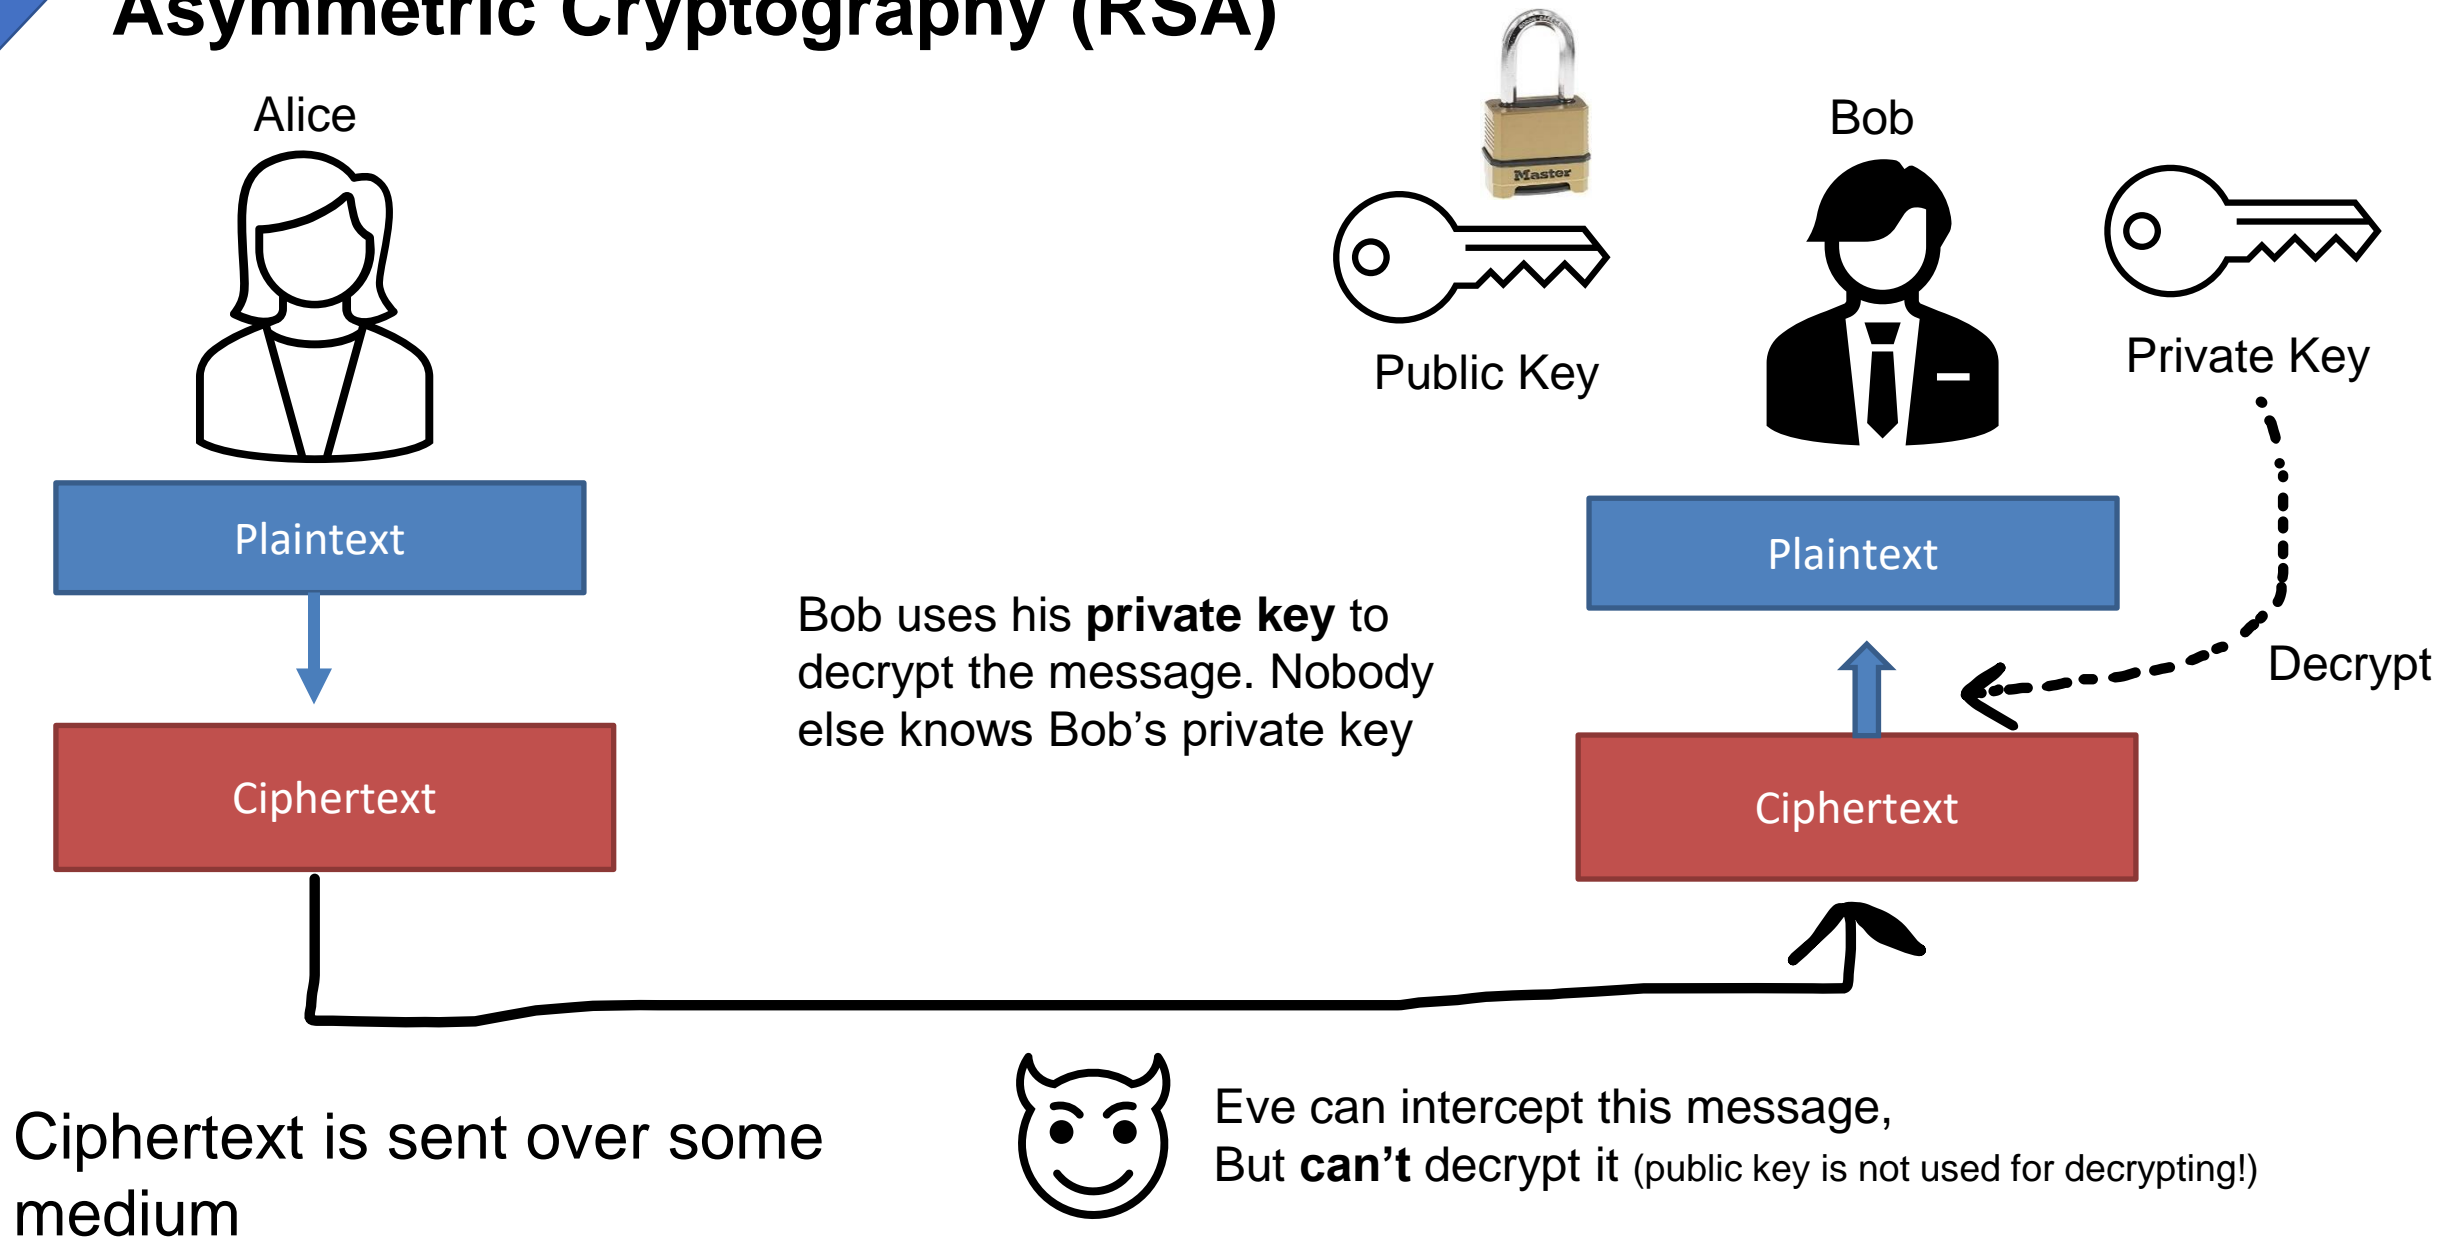 Asymmetric Cryptography (RSA)
Alice
Bob
Master
Public Key
Private Key
Plaintext
Plaintext
Bob uses his private key to
decrypt the message. Nobody
else knows Bob’s private key
Decrypt
Ciphertext
Ciphertext
Ciphertext is sent over some
medium
Eve can intercept this message,
But can’t decrypt it (public key is not used for decrypting!)